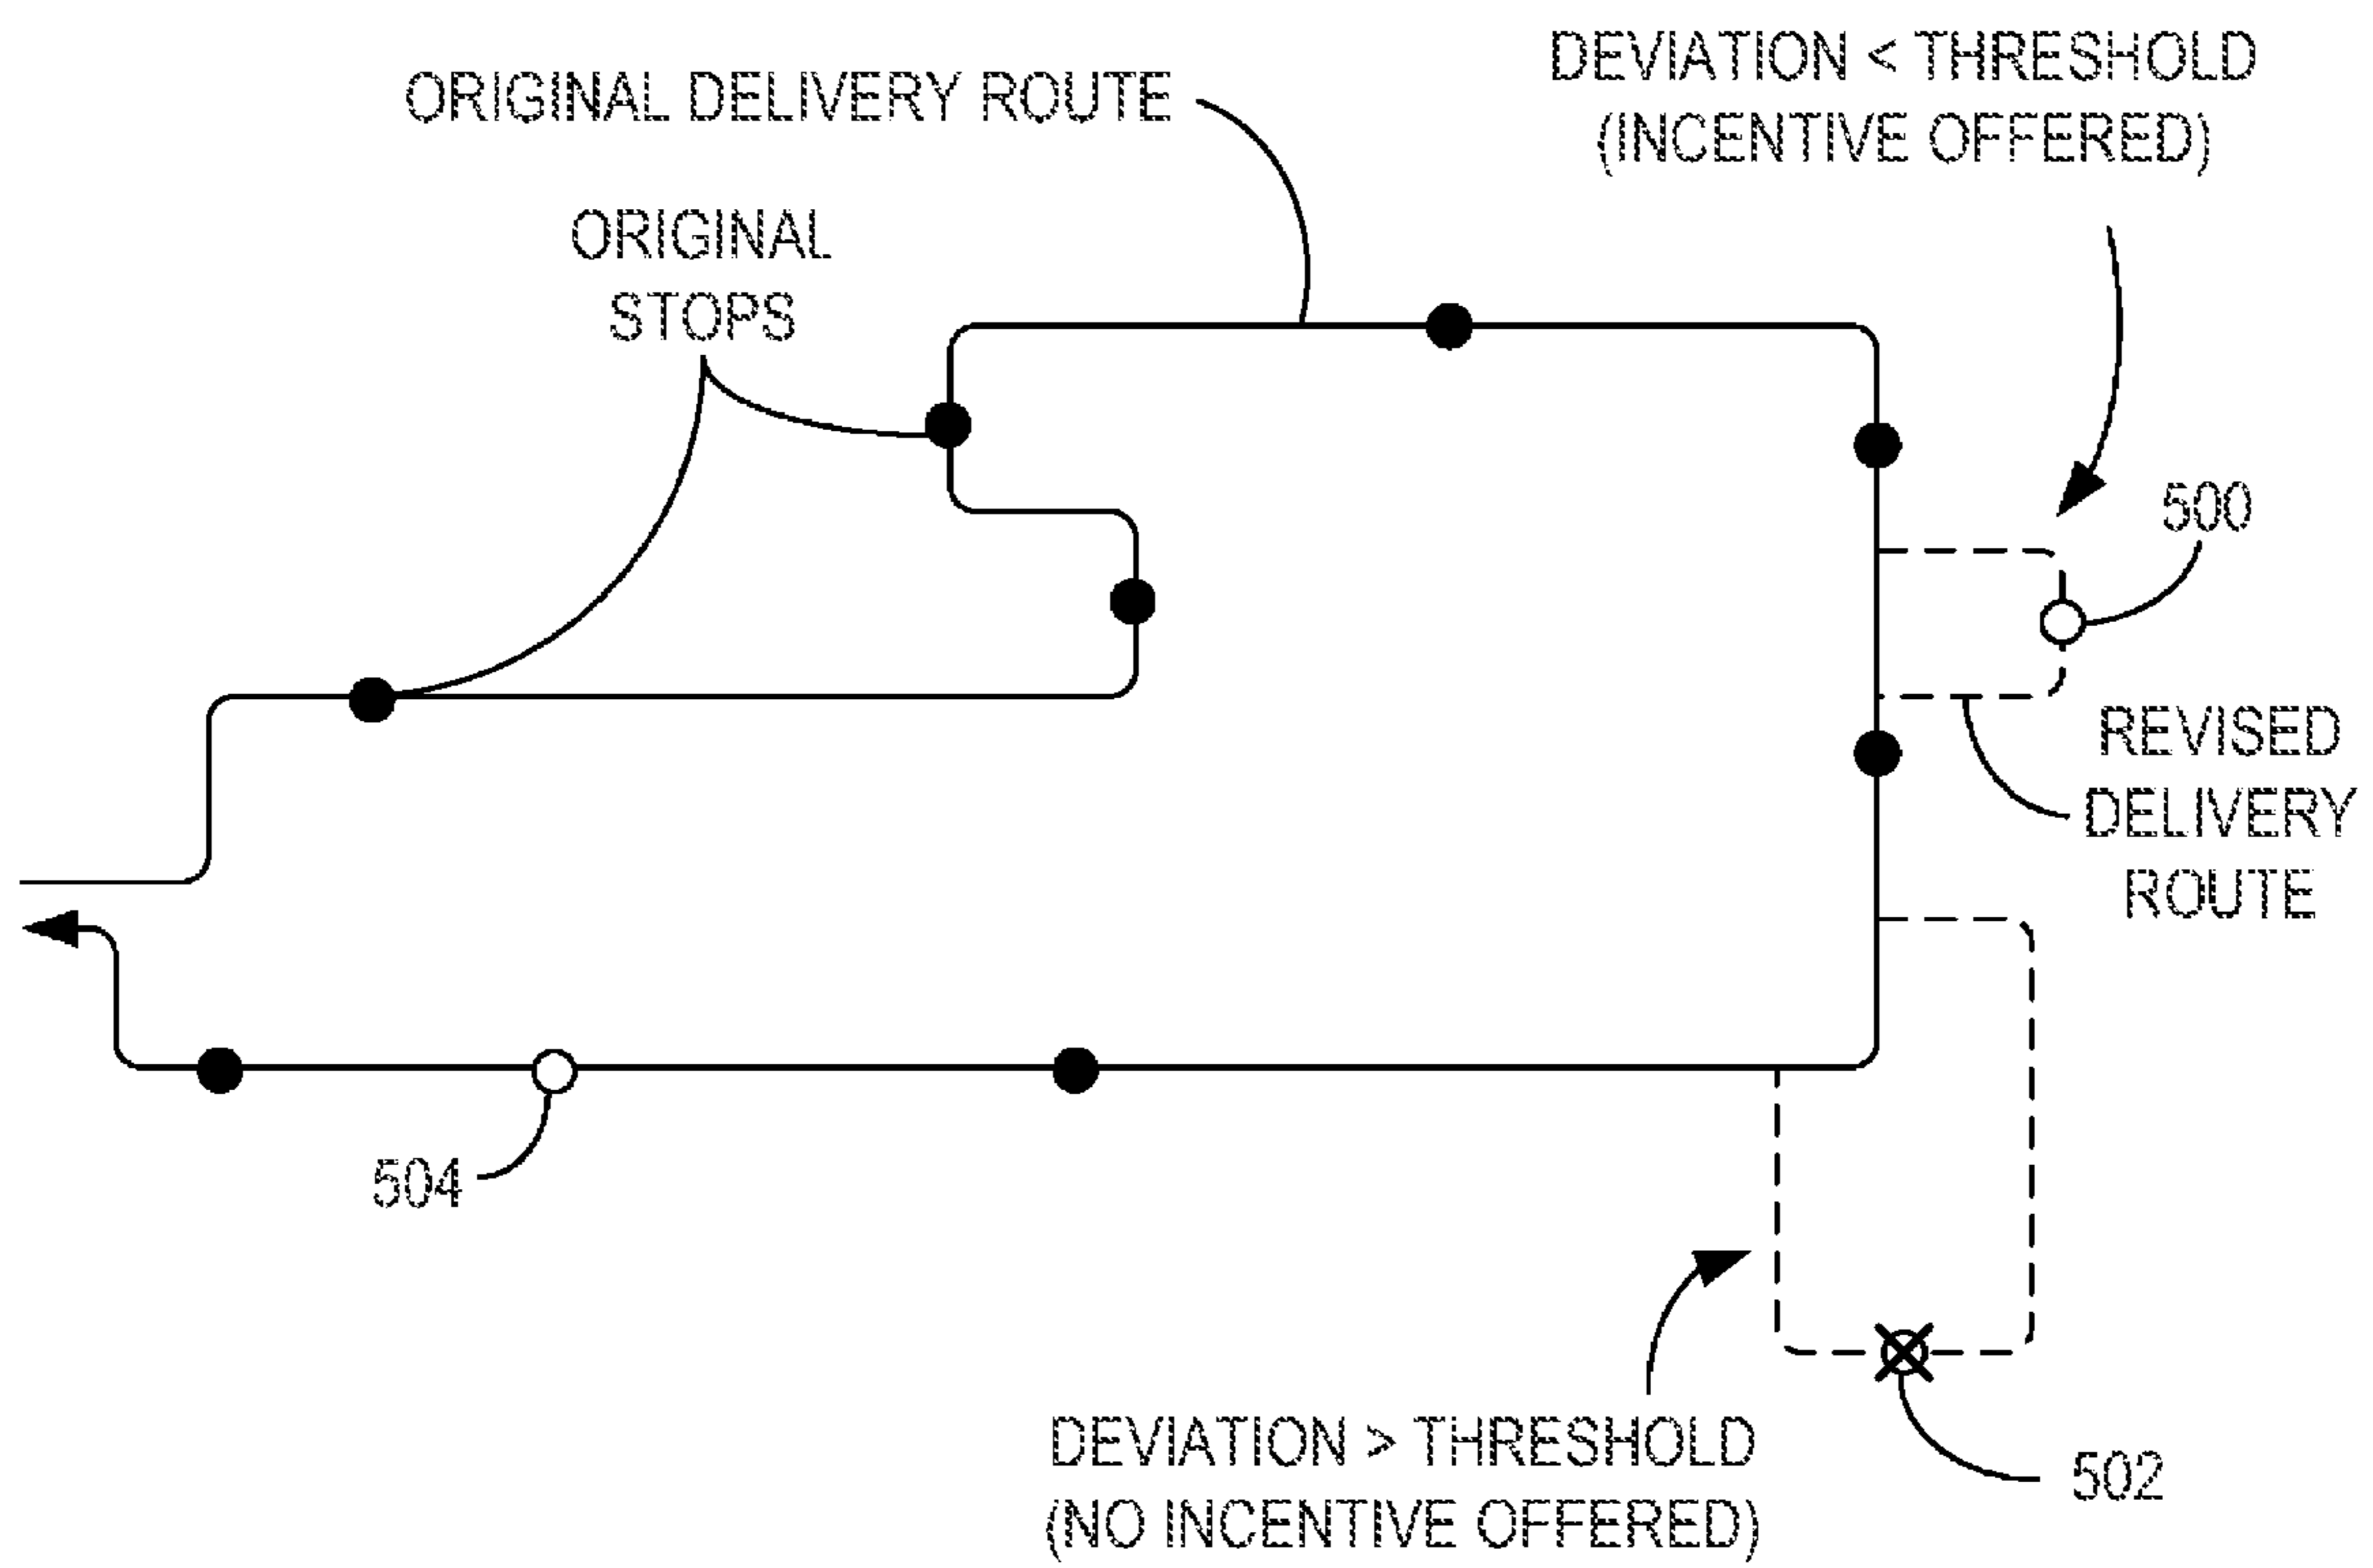 ORIGINAL DELIVERY ROUTE
DEVIATION < THRESHOLD
(INCENTIVE OFFERED)
ORIGINAL
STOPS
500
REVISED
DELIVERY
ROUTE
504
DEVIATION > THRESHOLD
(NO INCENTIVE OFFERED)
502